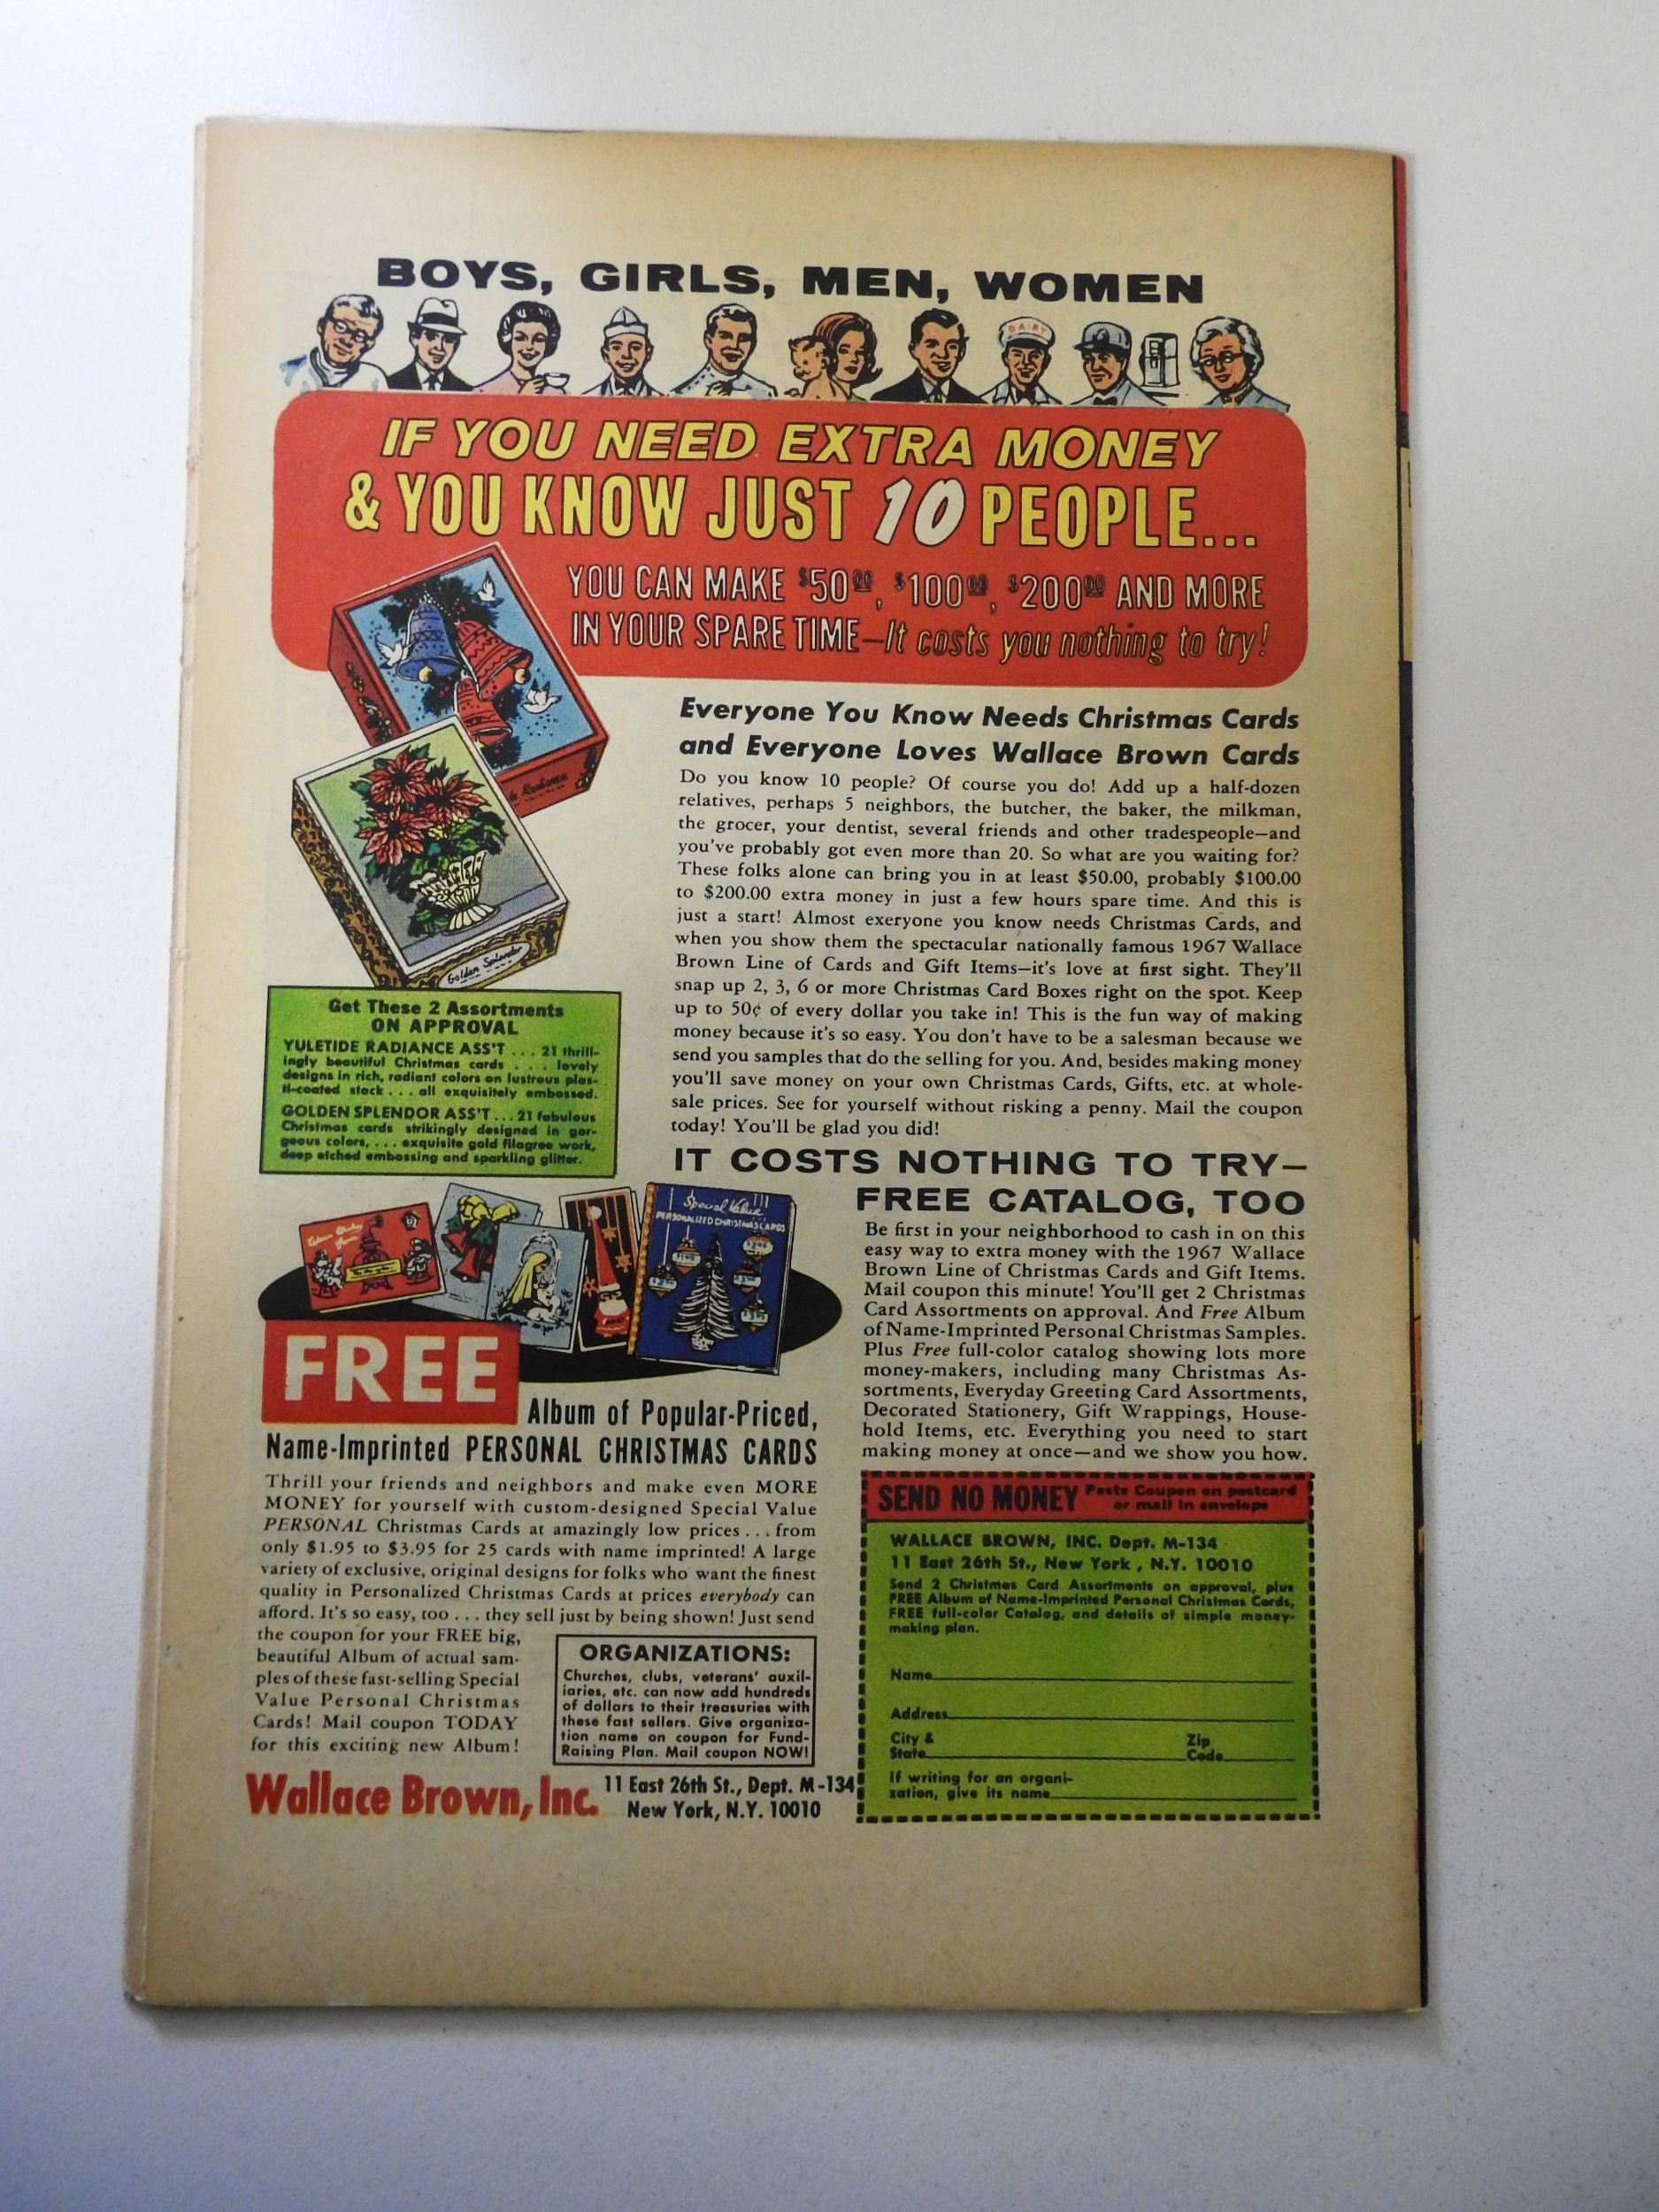 BOYS, GIRLS, MEN, WOMEN
DAIRY
IF YOU NEED EXTRA MONEY
& YOU KNOW JUST 10 PEOPLE...
YOU CAN MAKE $50.00, $100.00, $200.00 AND MORE
IN YOUR SPARE TIME—It costs you nothing to try!
Golden Splendor
Everyone You Know Needs Christmas Cards
and Everyone Loves Wallace Brown Cards
Do you know 10 people? Of course you do! Add up a half-dozen
relatives, perhaps 5 neighbors, the butcher, the baker, the milkman,
the grocer, your dentist, several friends and other tradespeople—and
you've probably got even more than 20. So what are you waiting for?
These folks alone can bring you in at least $50.00, probably $100.00
to $200.00 extra money in just a few hours spare time. And this is
just a start! Almost exeryone you know needs Christmas Cards, and
when you show them the spectacular nationally famous 1967 Wallace
Brown Line of Cards and Gift Items—it's love at first sight. They'll
snap up 2, 3, 6 or more Christmas Card Boxes right on the spot. Keep
up to 50¢ of every dollar you take in! This is the fun way of making
money because it's so easy. You don't have to be a salesman because we
send you samples that do the selling for you. And, besides making money
you'll save money on your own Christmas Cards, Gifts, etc. at whole-
sale prices. See for yourself without risking a penny. Mail the coupon
today! You'll be glad you did!
Get These 2 Assortments
ON APPROVAL
YULETIDE RADIANCE ASS'T . . . 21 thrill-
ingly beautiful Christmas cards . . . lovely
designs in rich, radiant colors on lustrous plas-
ti-coated stock . . . all exquisitely embossed.
GOLDEN SPLENDOR ASS'T . . . 21 fabulous
Christmas cards strikingly designed in gor-
geous colors, . . . exquisite gold filagree work,
deep etched embossing and sparkling glitter.
IT COSTS NOTHING TO TRY—
FREE CATALOG, TOO
Be first in your neighborhood to cash in on this
easy way to extra money with the 1967 Wallace
Brown Line of Christmas Cards and Gift Items.
Mail coupon this minute! You'll get 2 Christmas
Card Assortments on approval. And Free Album
of Name-Imprinted Personal Christmas Samples.
Plus Free full-color catalog showing lots more
money-makers, including many Christmas As-
sortments, Everyday Greeting Card Assortments,
Decorated Stationery, Gift Wrappings, House-
hold Items, etc. Everything you need to start
making money at once—and we show you how.
Special Value
PERSONALIZED CHRISTMAS CARDS
FREE
Album of Popular-Priced,
Name-Imprinted PERSONAL CHRISTMAS CARDS
Thrill your friends and neighbors and make even MORE
MONEY for yourself with custom-designed Special Value
PERSONAL Christmas Cards at amazingly low prices . . . from
only $1.95 to $3.95 for 25 cards with name imprinted! A large
variety of exclusive, original designs for folks who want the finest
quality in Personalized Christmas Cards at prices everybody can
afford. It's so easy, too . . . they sell just by being shown! Just send
the coupon for your FREE big,
beautiful Album of actual sam-
ples of these fast-selling Special
Value Personal Christmas
Cards! Mail coupon TODAY
for this exciting new Album!
ORGANIZATIONS:
Churches, clubs, veterans' auxil-
iaries, etc. can now add hundreds
of dollars to their treasuries with
these fast sellers. Give organiza-
tion name on coupon for Fund-
Raising Plan. Mail coupon NOW!
Wallace Brown, Inc. 11 East 26th St., Dept. M-134
New York, N.Y. 10010
SEND NO MONEY Paste Coupon on postcard
or mail in envelope
WALLACE BROWN, INC. Dept. M-134
11 East 26th St., New York , N.Y. 10010
Send 2 Christmas Card Assortments on approval, plus
FREE Album of Name-Imprinted Personal Christmas Cards,
FREE full-color Catalog, and details of simple money-
making plan.
Name
Address
City & Zip
State Code
If writing for an organi-
zation, give its name